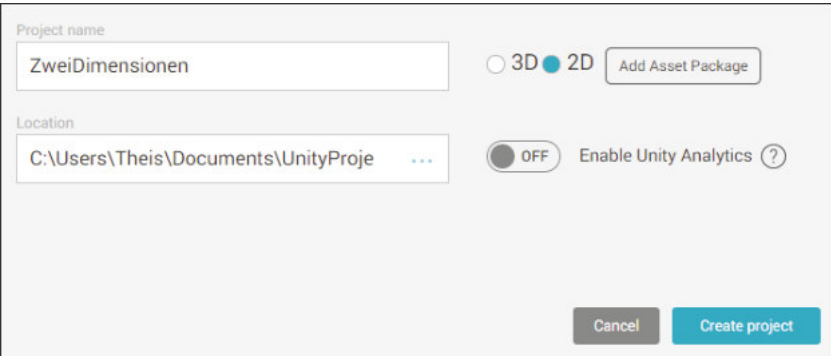 Project name
ZweiDimensionen
3D 2D Add Asset Package
Location
C:\Users\Theis\Documents\UnityProje ...
OFF Enable Unity Analytics ?
Cancel Create project